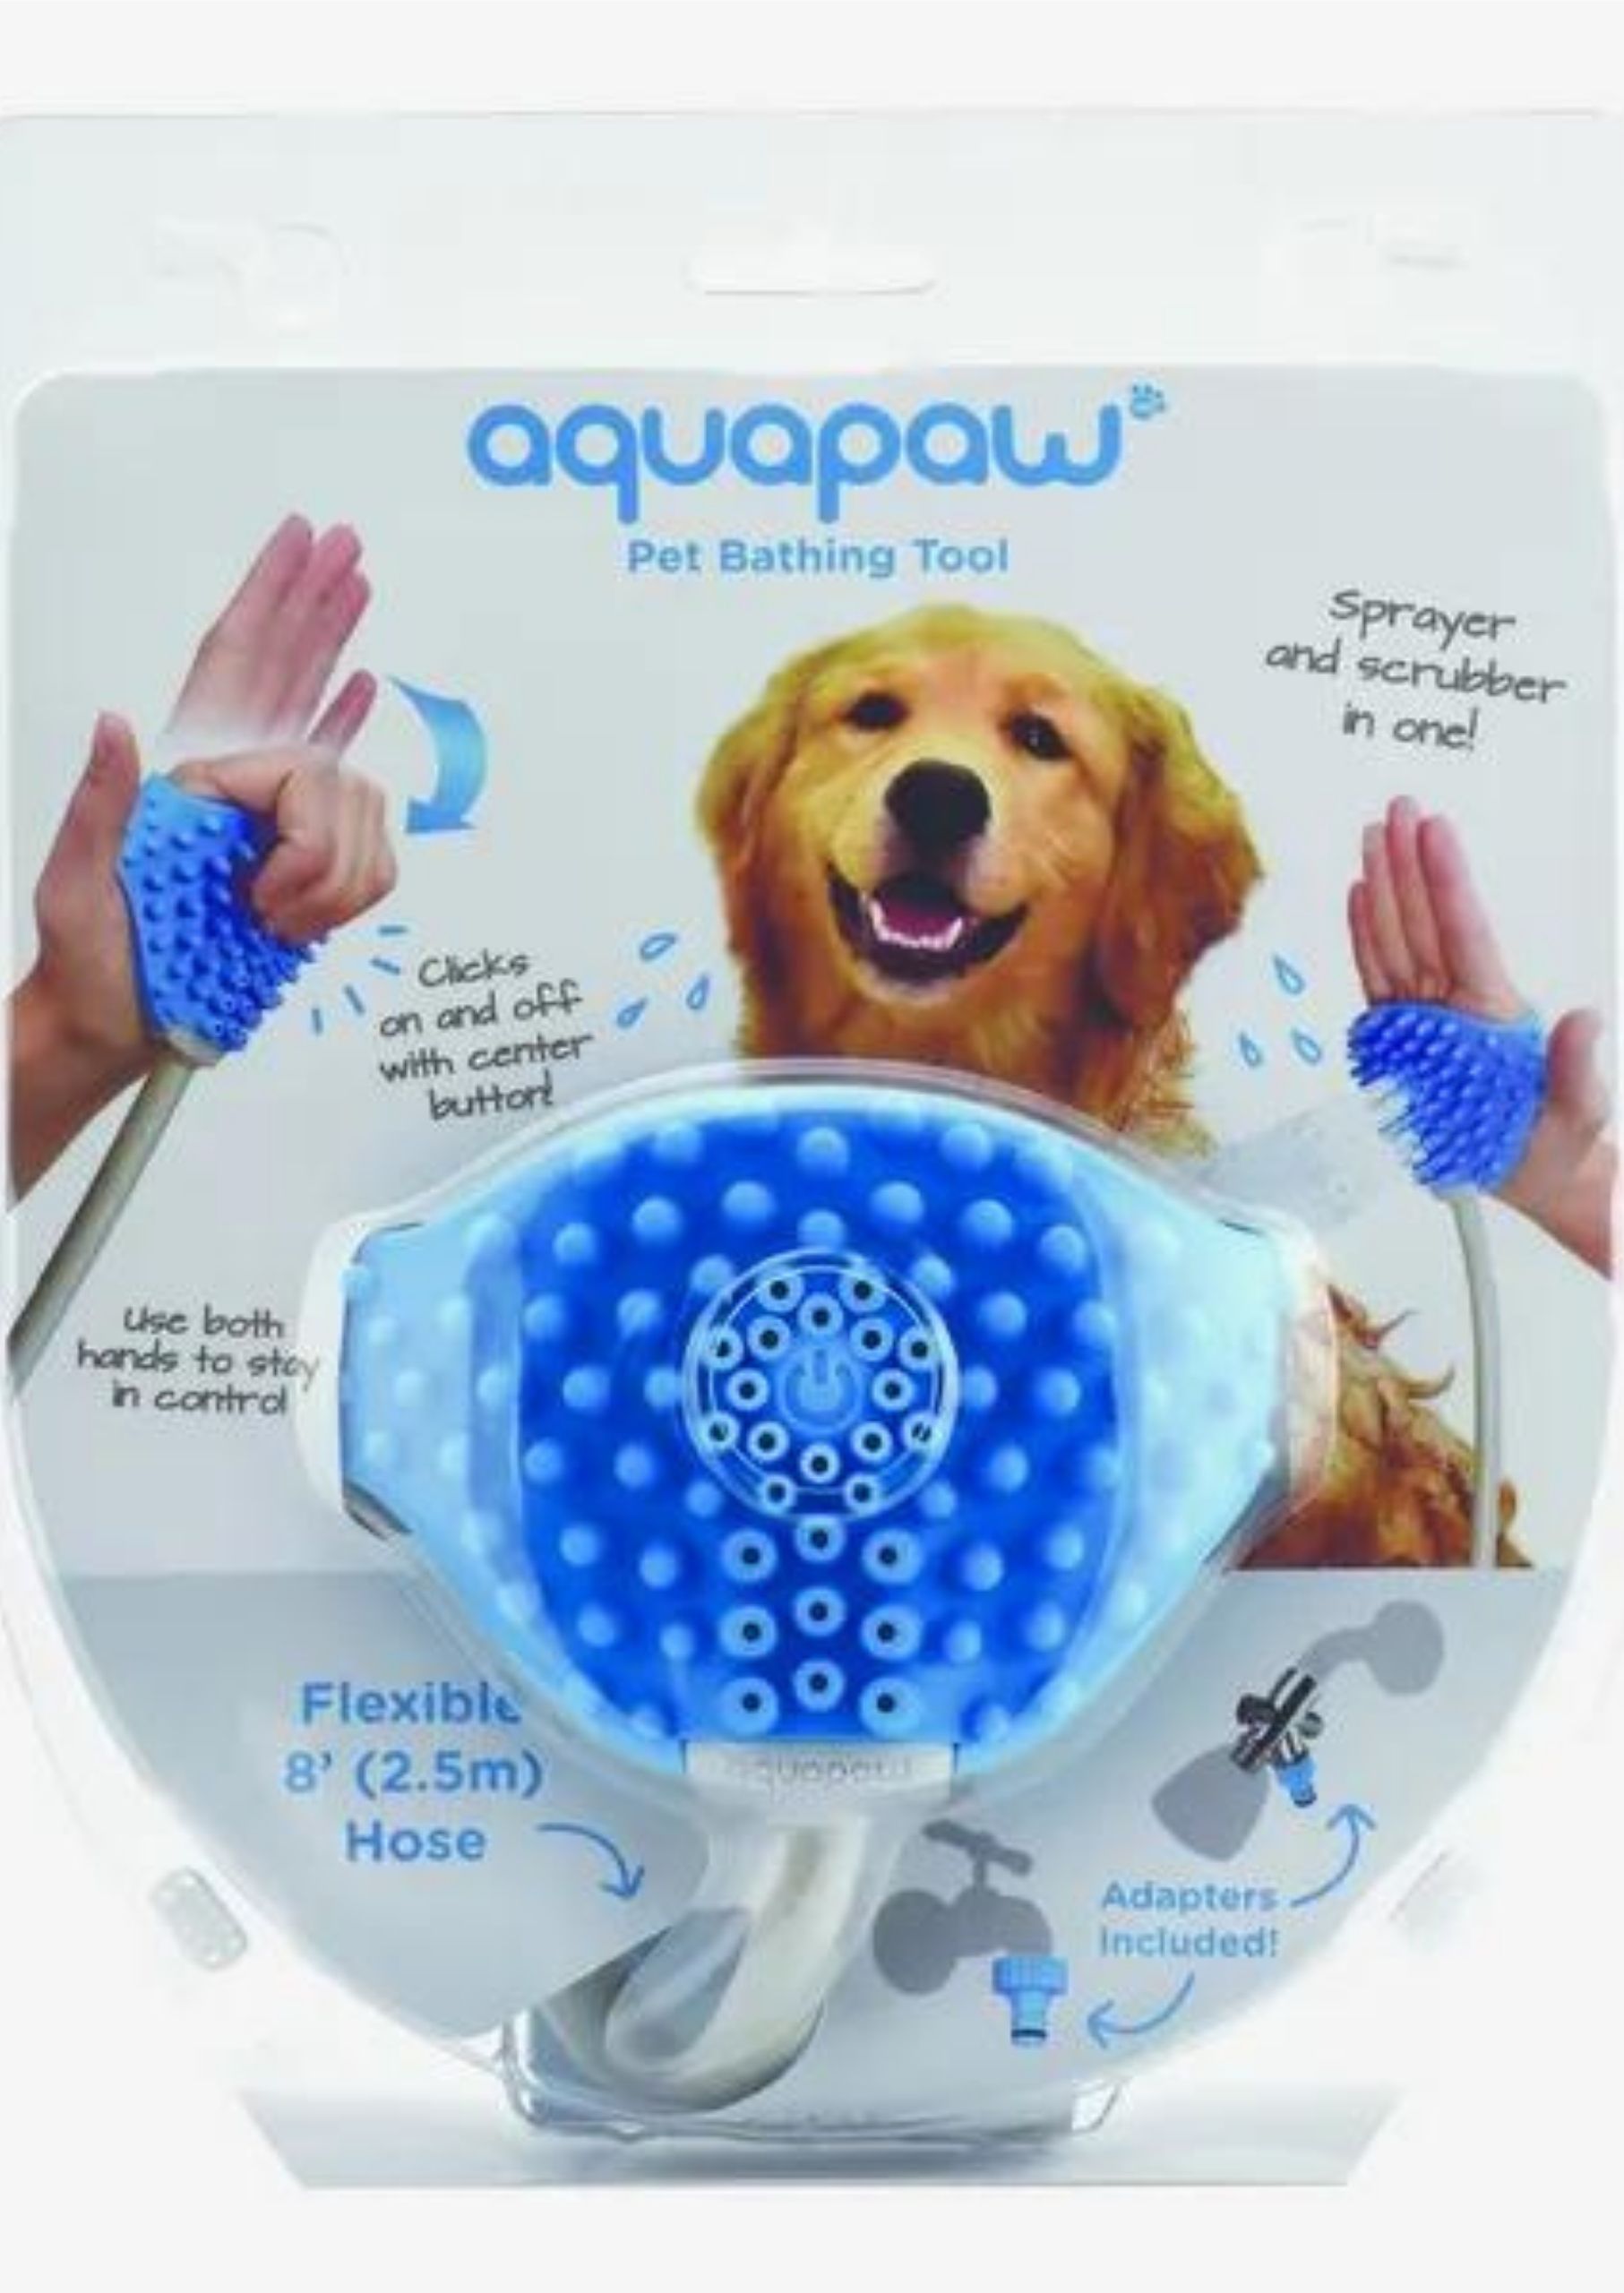 aquapaw
Pet Bathing Tool
Sprayer
and scrubber
in one!
Clicks
on and off
with center
button!
Use both
hands to stay
in control
Flexible
8' (2.5m)
Hose
aquapaw
Adapters
included!